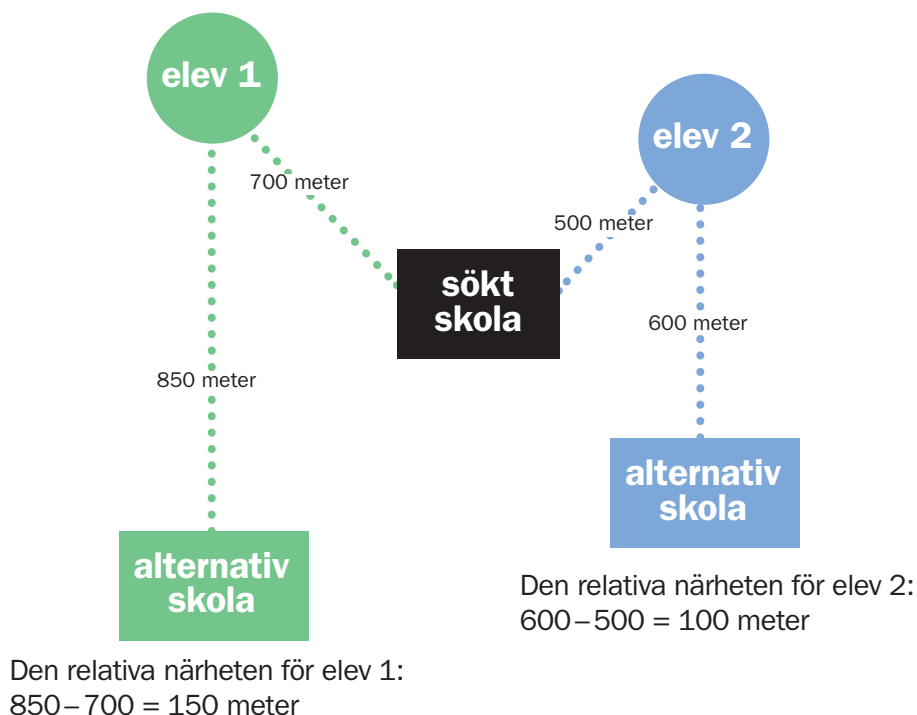 elev 1
elev 2
700 meter
500 meter
sökt
skola
600 meter
850 meter
alternativ
skola
alternativ
skola
Den relativa närheten för elev 2:
600–500 = 100 meter
Den relativa närheten för elev 1:
850–700 = 150 meter